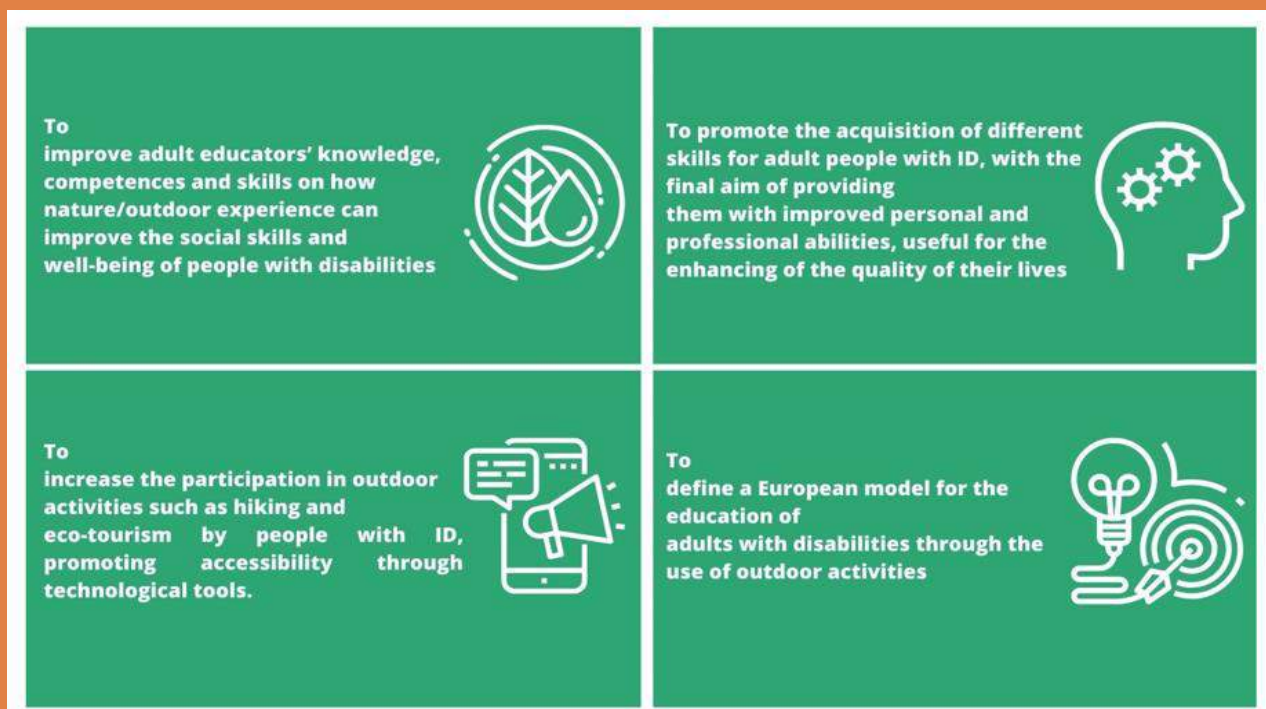 To
improve adult educators’ knowledge,
competences and skills on how
nature/outdoor experience can
improve the social skills and
well-being of people with disabilities
To promote the acquisition of different
skills for adult people with ID, with the
final aim of providing
them with improved personal and
professional abilities, useful for the
enhancing of the quality of their lives
To
increase the participation in outdoor
activities such as hiking and
eco-tourism by people with ID,
promoting accessibility through
technological tools.
To
define a European model for the
education of
adults with disabilities through the
use of outdoor activities